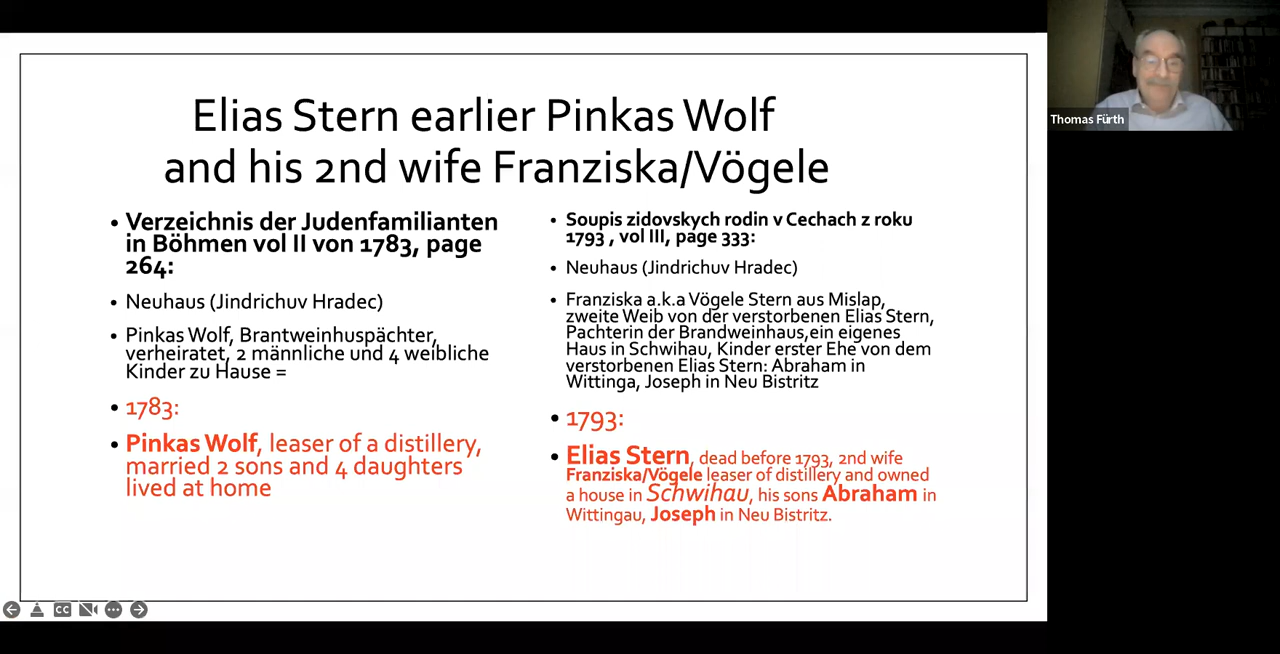 Elias Stern earlier Pinkas Wolf
and his 2nd wife Franziska/Vögele
• Verzeichnis der Judenfamilianten
in Böhmen vol II von 1783, page
264:
• Neuhaus (Jindrichuv Hradec)
• Pinkas Wolf, Brantweinhuspächter,
verheiratet, 2 männliche und 4 weibliche
Kinder zu Hause =
• 1783:
• Pinkas Wolf, leaser of a distillery,
married 2 sons and 4 daughters
lived at home
• Soupis zidovskych rodin v Cechach z roku
1793 , vol III, page 333:
• Neuhaus (Jindrichuv Hradec)
• Franziska a.k.a Vögele Stern aus Mislap,
zweite Weib von der verstorbenen Elias Stern,
Pachterin der Brandweinhaus,ein eigenes
Haus in Schwihau, Kinder erster Ehe von dem
verstorbenen Elias Stern: Abraham in
Wittinga, Joseph in Neu Bistritz
• 1793:
• Elias Stern, dead before 1793, 2nd wife
Franziska/Vögele leaser of distillery and owned
a house in Schwihau, his sons Abraham in
Wittingau, Joseph in Neu Bistritz.
Thomas Fürth
CC